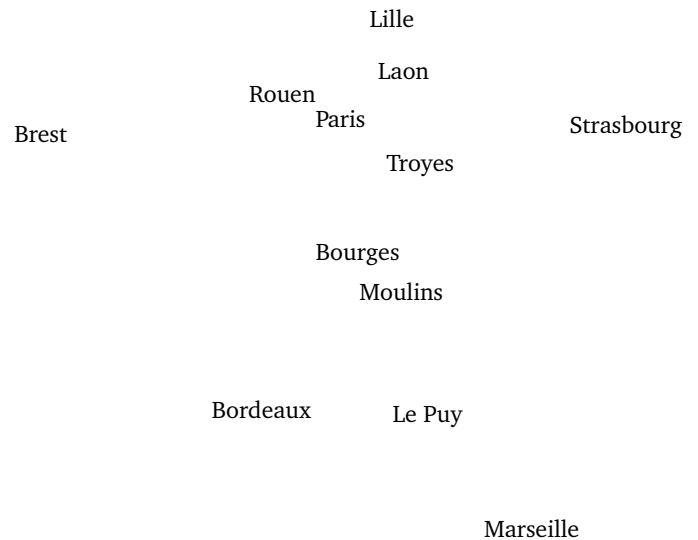 Lille
Laon
Rouen
Paris
Strasbourg
Brest
Troyes
Bourges
Moulins
Bordeaux
Le Puy
Marseille